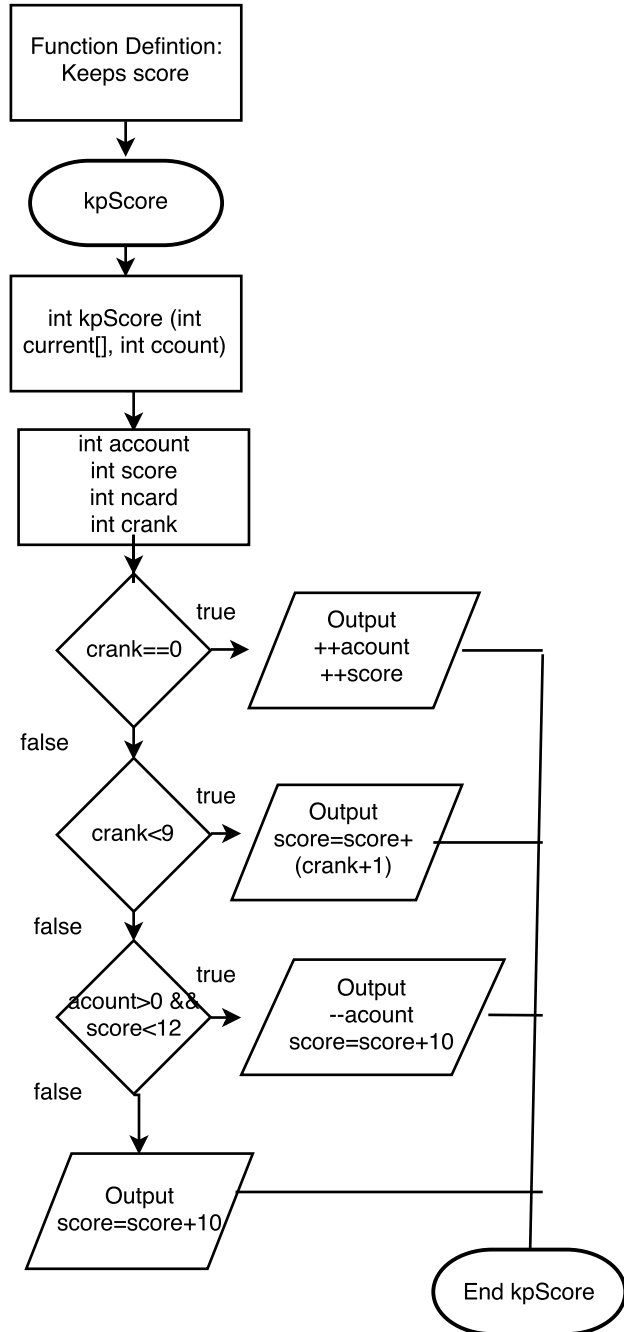 Function Defintion:
Keeps score
kpScore
int kpScore (int
current[], int ccount)
int account
int score
int ncard
int crank
crank==0
true
Output
++acount
++score
false
crank<9
true
Output
score=score+
(crank+1)
false
acount>0 &&
score<12
true
Output
--acount
score=score+10
false
Output
score=score+10
End kpScore